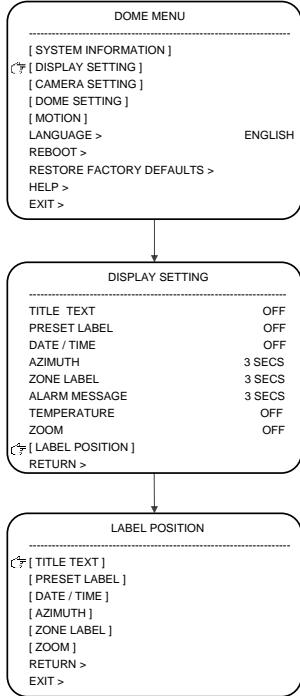 DOME MENU
[ SYSTEM INFORMATION ]
[ DISPLAY SETTING ]
[ CAMERA SETTING ]
[ DOME SETTING ]
[ MOTION ]
LANGUAGE > ENGLISH
REBOOT >
RESTORE FACTORY DEFAULTS >
HELP >
EXIT >
DISPLAY SETTING
TITLE TEXT OFF
PRESET LABEL OFF
DATE / TIME OFF
AZIMUTH 3 SECS
ZONE LABEL 3 SECS
ALARM MESSAGE 3 SECS
TEMPERATURE OFF
ZOOM OFF
[ LABEL POSITION ]
RETURN >
LABEL POSITION
[ TITLE TEXT ]
[ PRESET LABEL ]
[ DATE / TIME ]
[ AZIMUTH ]
[ ZONE LABEL ]
[ ZOOM ]
RETURN >
EXIT >